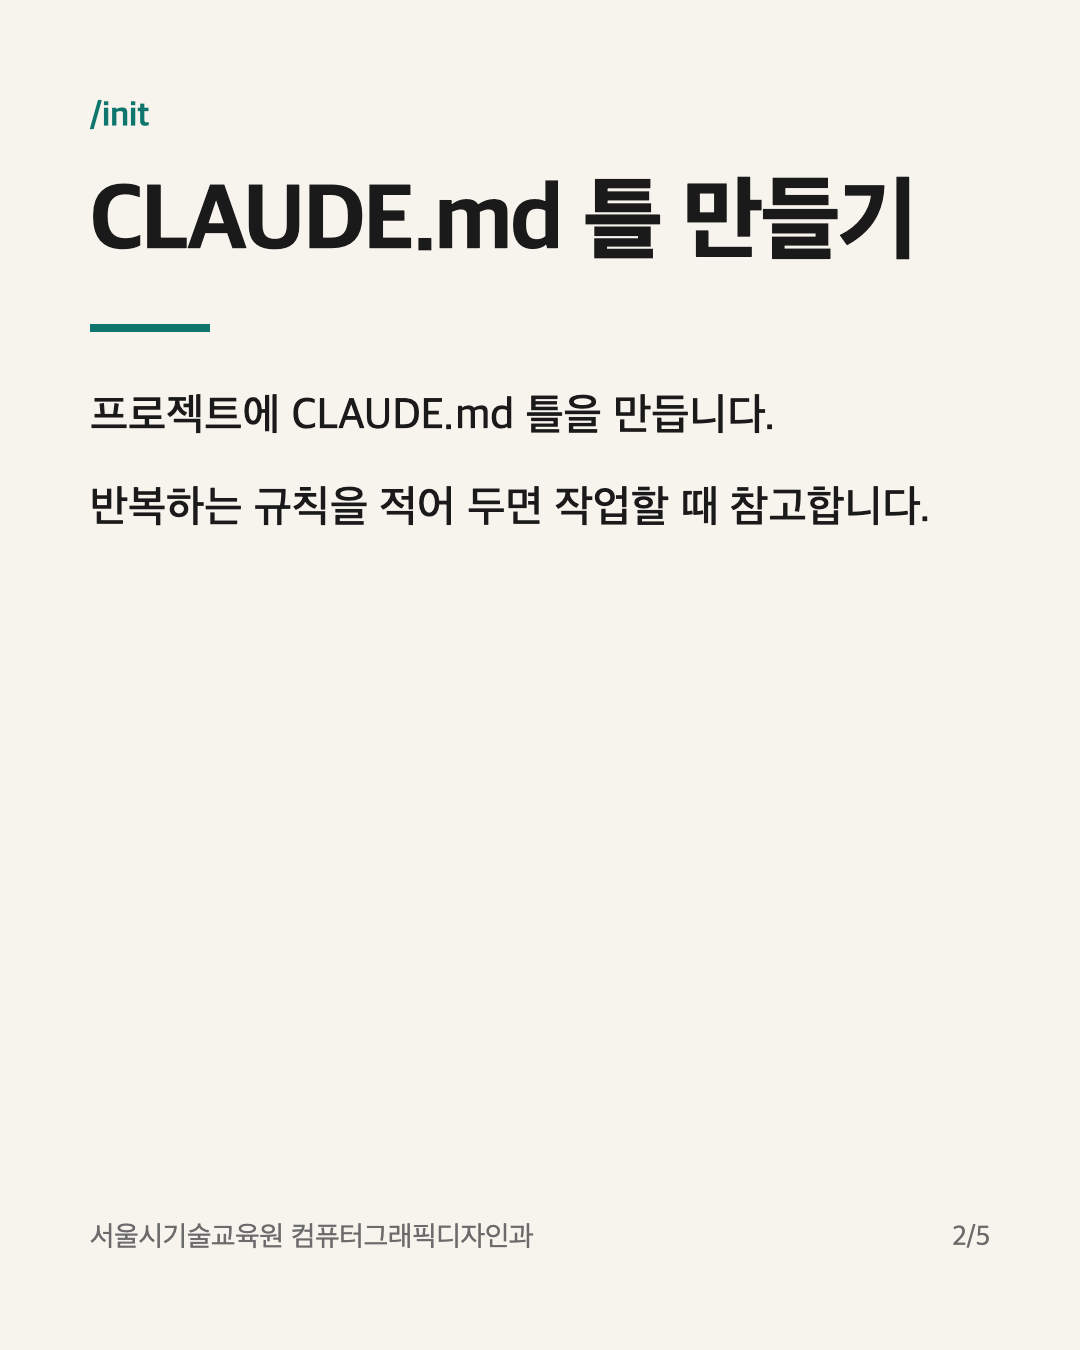 /init
CLAUDE.md 틀 만들기
프로젝트에 CLAUDE.md 틀을 만듭니다.
반복하는 규칙을 적어 두면 작업할 때 참고합니다.
서울시기술교육원 컴퓨터그래픽디자인과
2/5